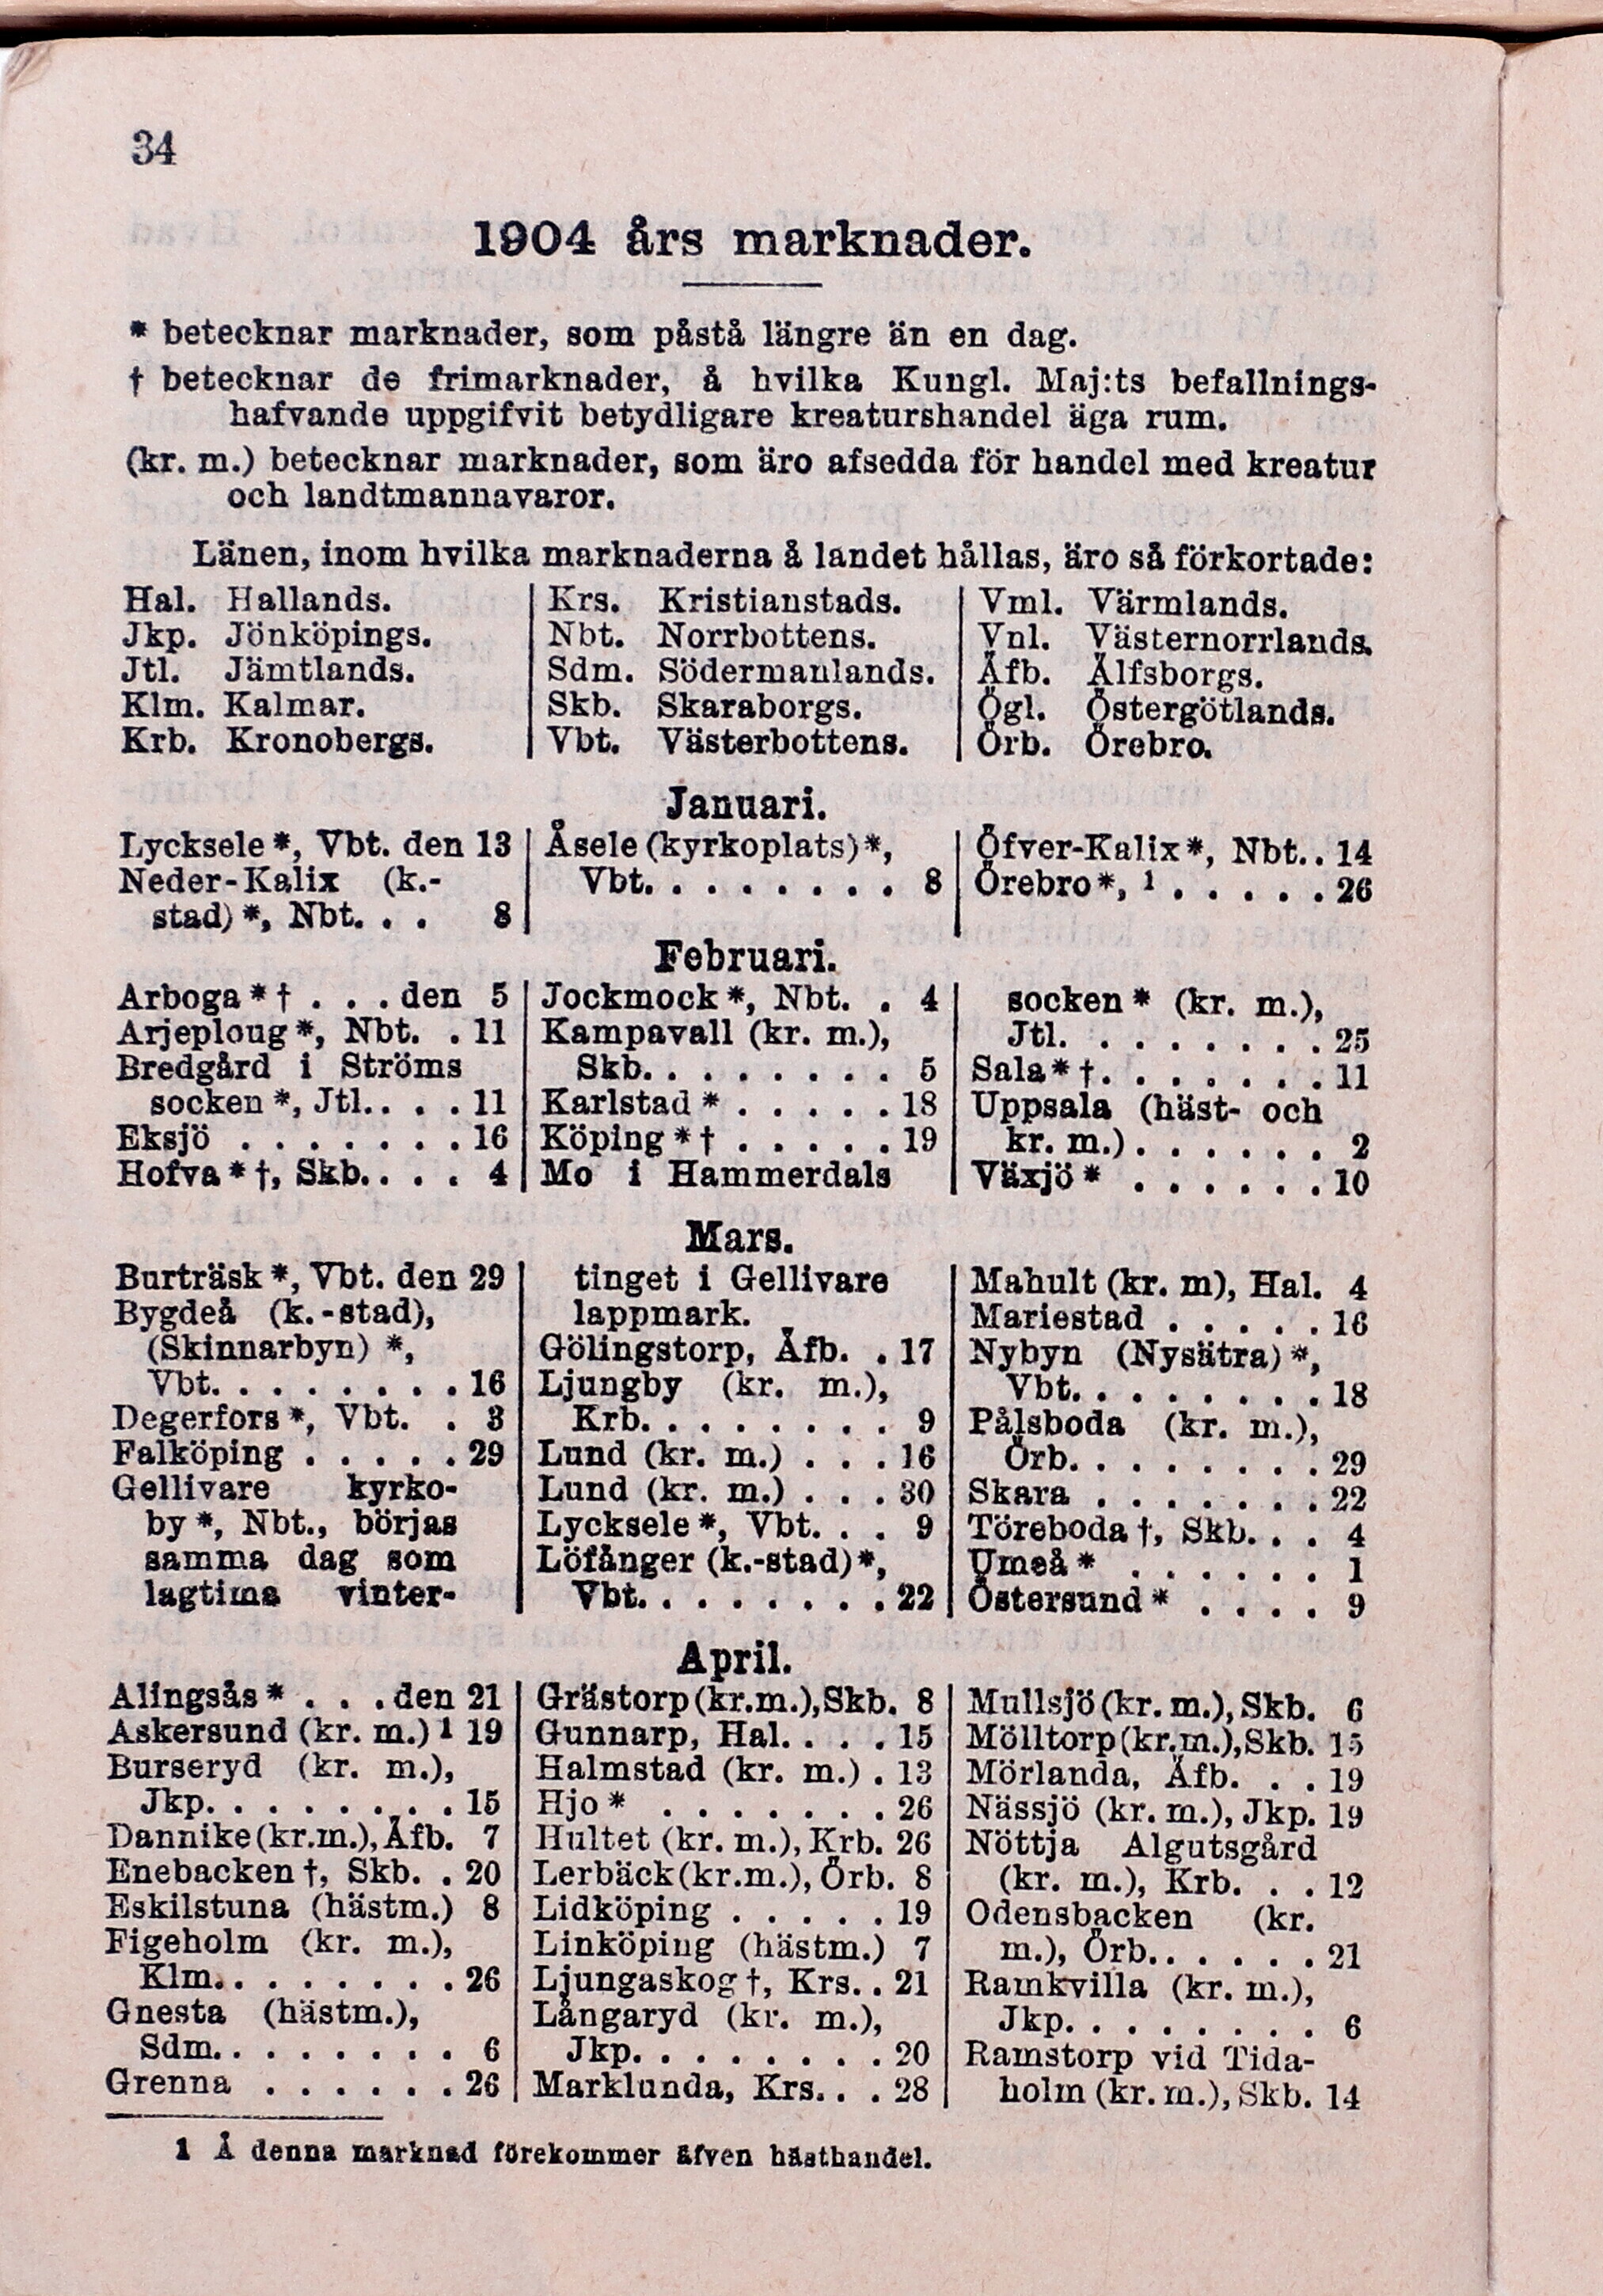 34
1904 års marknader.
* betecknar marknader, som påstå längre än en dag.
† betecknar de frimarknader, å hvilka Kungl. Maj:ts befallnings-
hafvande uppgifvit betydligare kreaturshandel äga rum.
(kr. m.) betecknar marknader, som äro afsedda för handel med kreatur
och landtmannavaror.
Länen, inom hvilka marknaderna å landet hållas, äro så förkortade:
Hal. Hallands.
Jkp. Jönköpings.
Jtl. Jämtlands.
Klm. Kalmar.
Krb. Kronobergs.
Krs. Kristianstads.
Nbt. Norrbottens.
Sdm. Södermanlands.
Skb. Skaraborgs.
Vbt. Västerbottens.
Vml. Värmlands.
Vnl. Västernorrlands.
Äfb. Älfsborgs.
Ögl. Östergötlands.
Örb. Örebro.
Januari.
Lycksele*, Vbt. den 13
Neder-Kalix (k.-
stad)*, Nbt. . . 8
Åsele (kyrkoplats)*,
Vbt. . . . . . . . 8
Öfver-Kalix*, Nbt. . 14
Örebro*, 1 . . . . . 26
Februari.
Arboga*† . . . den 5
Arjeploug*, Nbt. . 11
Bredgård i Ströms
socken*, Jtl. . . . 11
Eksjö . . . . . . . 16
Hofva*†, Skb. . . . 4
Jockmock*, Nbt. . 4
Kampavall (kr. m.),
Skb. . . . . . . . 5
Karlstad* . . . . . 18
Köping*† . . . . . 19
Mo i Hammerdals
socken* (kr. m.),
Jtl. . . . . . . . 25
Sala*†. . . . . . . 11
Uppsala (häst- och
kr. m.) . . . . . . 2
Växjö* . . . . . . 10
Mars.
Burträsk*, Vbt. den 29
Bygdeå (k.-stad),
(Skinnarbyn) *,
Vbt. . . . . . . . 16
Degerfors*, Vbt. . 3
Falköping . . . . . 29
Gellivare kyrko-
by*, Nbt., börjas
samma dag som
lagtima vinter-
tinget i Gellivare
lappmark.
Gölingstorp, Äfb. . 17
Ljungby (kr. m.),
Krb. . . . . . . . 9
Lund (kr. m.) . . . 16
Lund (kr. m.) . . . 30
Lycksele*, Vbt. . . 9
Löfånger (k.-stad)*,
Vbt. . . . . . . . 22
Mahult (kr. m), Hal. 4
Mariestad . . . . . 16
Nybyn (Nysätra)*,
Vbt. . . . . . . . 18
Pålsboda (kr. m.),
Örb. . . . . . . . 29
Skara . . . . . . . 22
Töreboda†, Skb. . . 4
Umeå* . . . . . . 1
Östersund* . . . . 9
April.
Alingsås* . . . den 21
Askersund (kr. m.) 1 19
Burseryd (kr. m.),
Jkp. . . . . . . . 15
Dannike (kr.m.), Äfb. 7
Enebacken†, Skb. . 20
Eskilstuna (hästm.) 8
Figeholm (kr. m.),
Klm. . . . . . . . 26
Gnesta (hästm.),
Sdm. . . . . . . . 6
Grenna . . . . . . 26
Grästorp (kr.m.), Skb. 8
Gunnarp, Hal. . . . 15
Halmstad (kr. m.) . 13
Hjo* . . . . . . . 26
Hultet (kr. m.), Krb. 26
Lerbäck (kr.m.), Örb. 8
Lidköping . . . . . 19
Linköping (hästm.) 7
Ljungaskog†, Krs. . 21
Långaryd (kr. m.),
Jkp. . . . . . . . 20
Marklunda, Krs. . . 28
Mullsjö (kr. m.), Skb. 6
Mölltorp (kr.m.), Skb. 15
Mörlanda, Äfb. . . 19
Nässjö (kr. m.), Jkp. 19
Nöttja Algutsgård
(kr. m.), Krb. . . 12
Odensbacken (kr.
m.), Örb. . . . . . 21
Ramkvilla (kr. m.),
Jkp. . . . . . . . 6
Ramstorp vid Tida-
holm (kr. m.), Skb. 14
1 Å denna marknad förekommer äfven hästhandel.